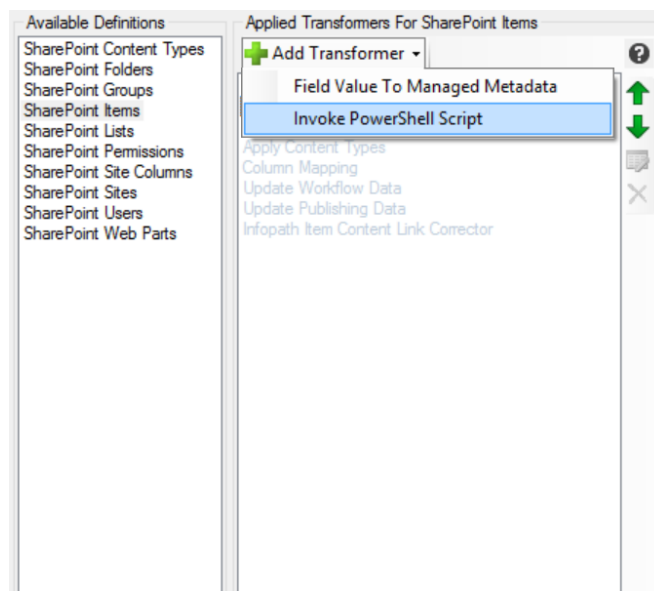 Available Definitions
SharePoint Content Types
SharePoint Folders
SharePoint Groups
SharePoint Items
SharePoint Lists
SharePoint Permissions
SharePoint Site Columns
SharePoint Sites
SharePoint Users
SharePoint Web Parts
Applied Transformers For SharePoint Items
Add Transformer
Field Value To Managed Metadata
Invoke PowerShell Script
Apply Content Types
Column Mapping
Update Workflow Data
Update Publishing Data
Infopath Item Content Link Corrector